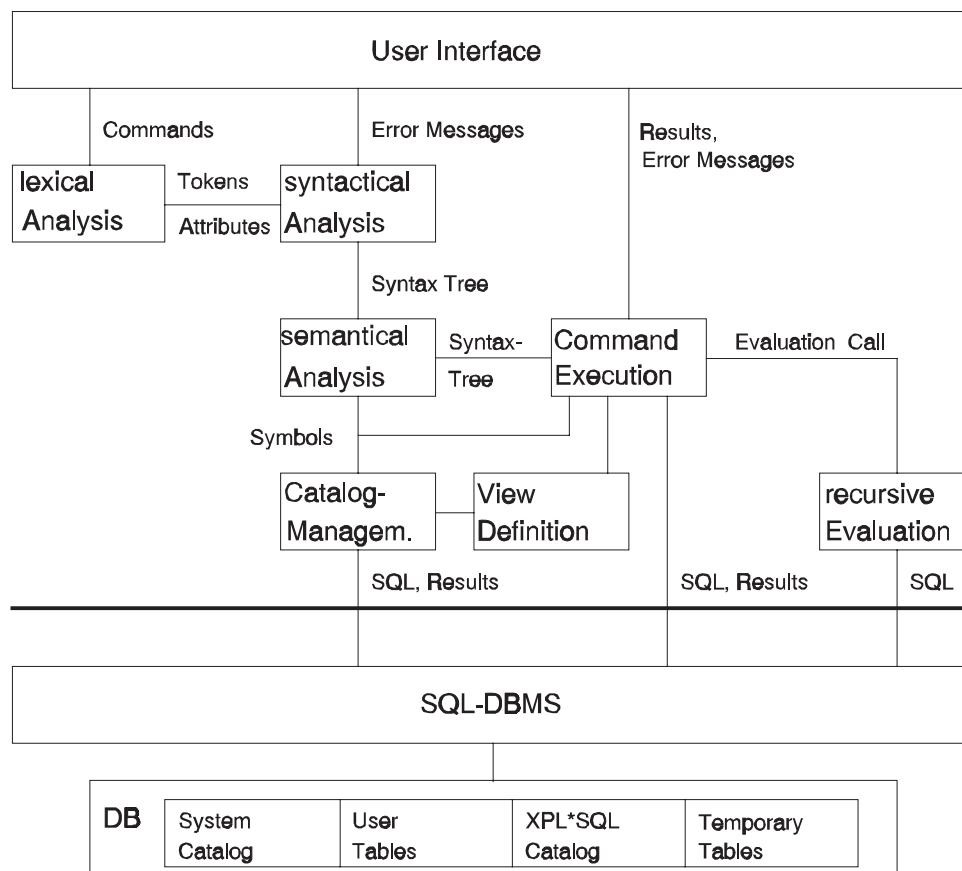 User Interface
Commands
Error Messages
Results,
Error Messages
lexical
Analysis
Tokens
Attributes
syntactical
Analysis
Syntax Tree
semantical
Analysis
Syntax-
Tree
Command
Execution
Evaluation Call
Symbols
Catalog-
Managem.
View
Definition
recursive
Evaluation
SQL, Results
SQL, Results
SQL
SQL-DBMS
DB
System
Catalog
User
Tables
XPL*SQL
Catalog
Temporary
Tables